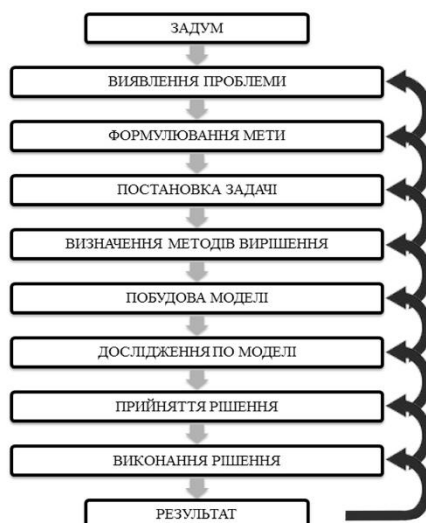 ЗАДУМ
ВИЯВЛЕННЯ ПРОБЛЕМИ
ФОРМУЛЮВАННЯ МЕТИ
ПОСТАНОВКА ЗАДАЧІ
ВИЗНАЧЕННЯ МЕТОДІВ ВИРІШЕННЯ
ПОБУДОВА МОДЕЛІ
ДОСЛІДЖЕННЯ ПО МОДЕЛІ
ПРИЙНЯТТЯ РІШЕННЯ
ВИКОНАННЯ РІШЕННЯ
РЕЗУЛЬТАТ